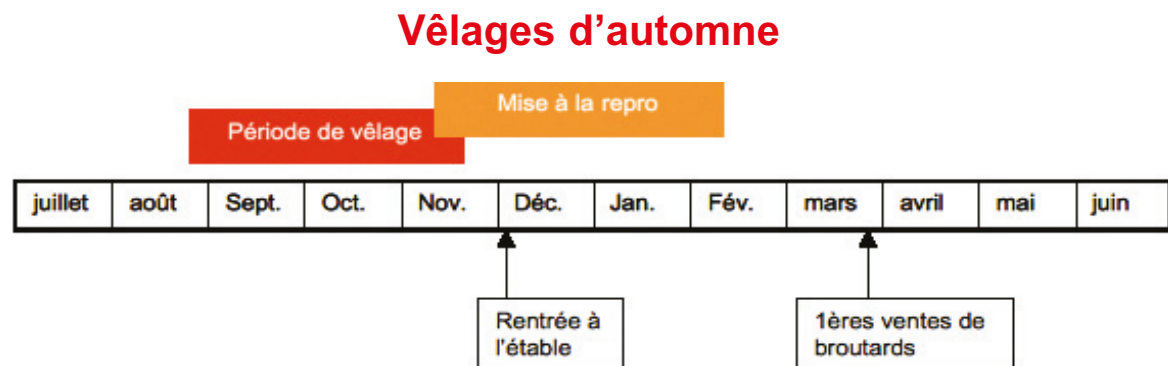 Vêlages d’automne
Mise à la repro
Période de vêlage
juillet août Sept. Oct. Nov. Déc. Jan. Fév. mars avril mai juin
Rentrée à
l'étable
1ères ventes de
broutards